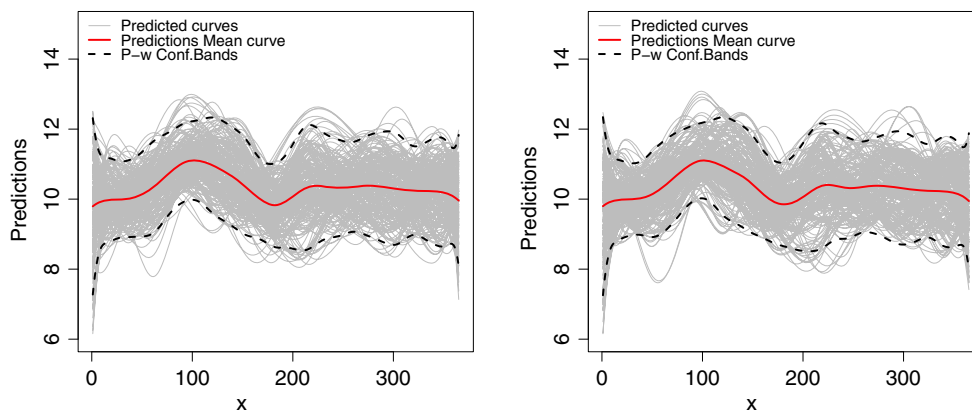 Predicted curves
Predictions Mean curve
P-w Conf.Bands
Predictions
14
12
10
8
6
0 100 200 300
x
Predicted curves
Predictions Mean curve
P-w Conf.Bands
Predictions
14
12
10
8
6
0 100 200 300
x